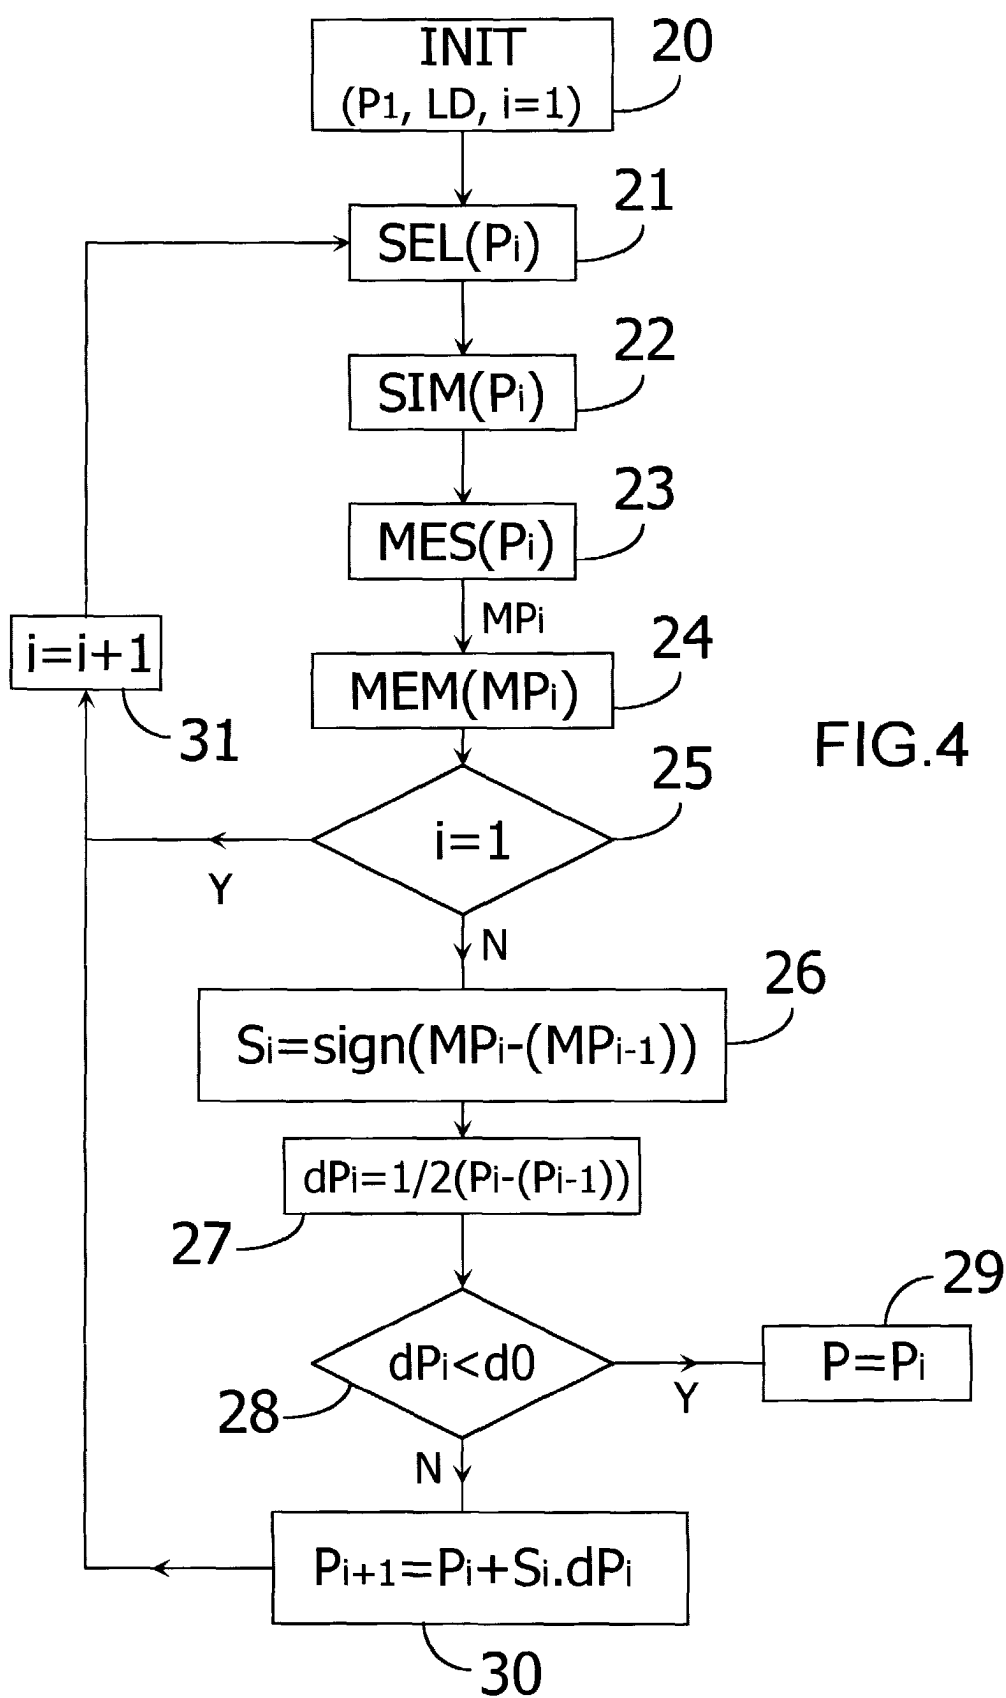 INIT
(P1, LD, i=1)
20
SEL(Pi)
21
SIM(Pi)
22
MES(Pi)
23
MPi
i=i+1
31
MEM(MPi)
24
FIG.4
i=1
25
Y
N
Si=sign(MPi-(MPi-1))
26
dPi=1/2(Pi-(Pi-1))
27
dPi<d0
28
Y
P=Pi
29
N
Pi+1=Pi+Si.dPi
30